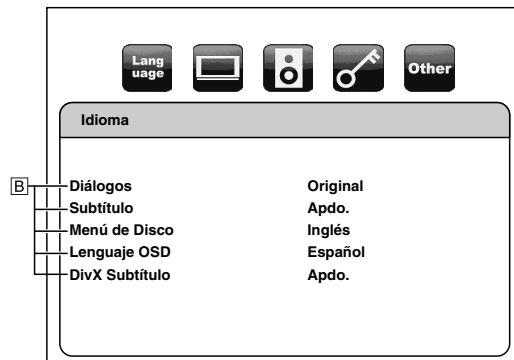 Lang
uage
Other
Idioma
B
Diálogos Original
Subtítulo Apdo.
Menú de Disco Inglés
Lenguaje OSD Español
DivX Subtítulo Apdo.